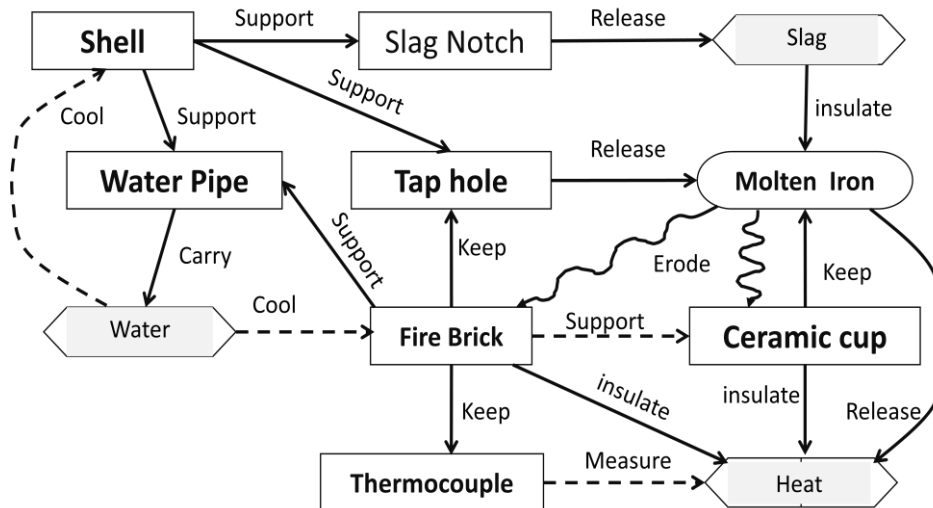 Support
Release
Shell
Slag Notch
Slag
Cool
Support
Support
insulate
Release
Water Pipe
Tap hole
Molten Iron
Support
Carry
Keep
Erode
Keep
Cool
Support
Water
Fire Brick
Ceramic cup
Keep
insulate
insulate
Release
Measure
Thermocouple
Heat